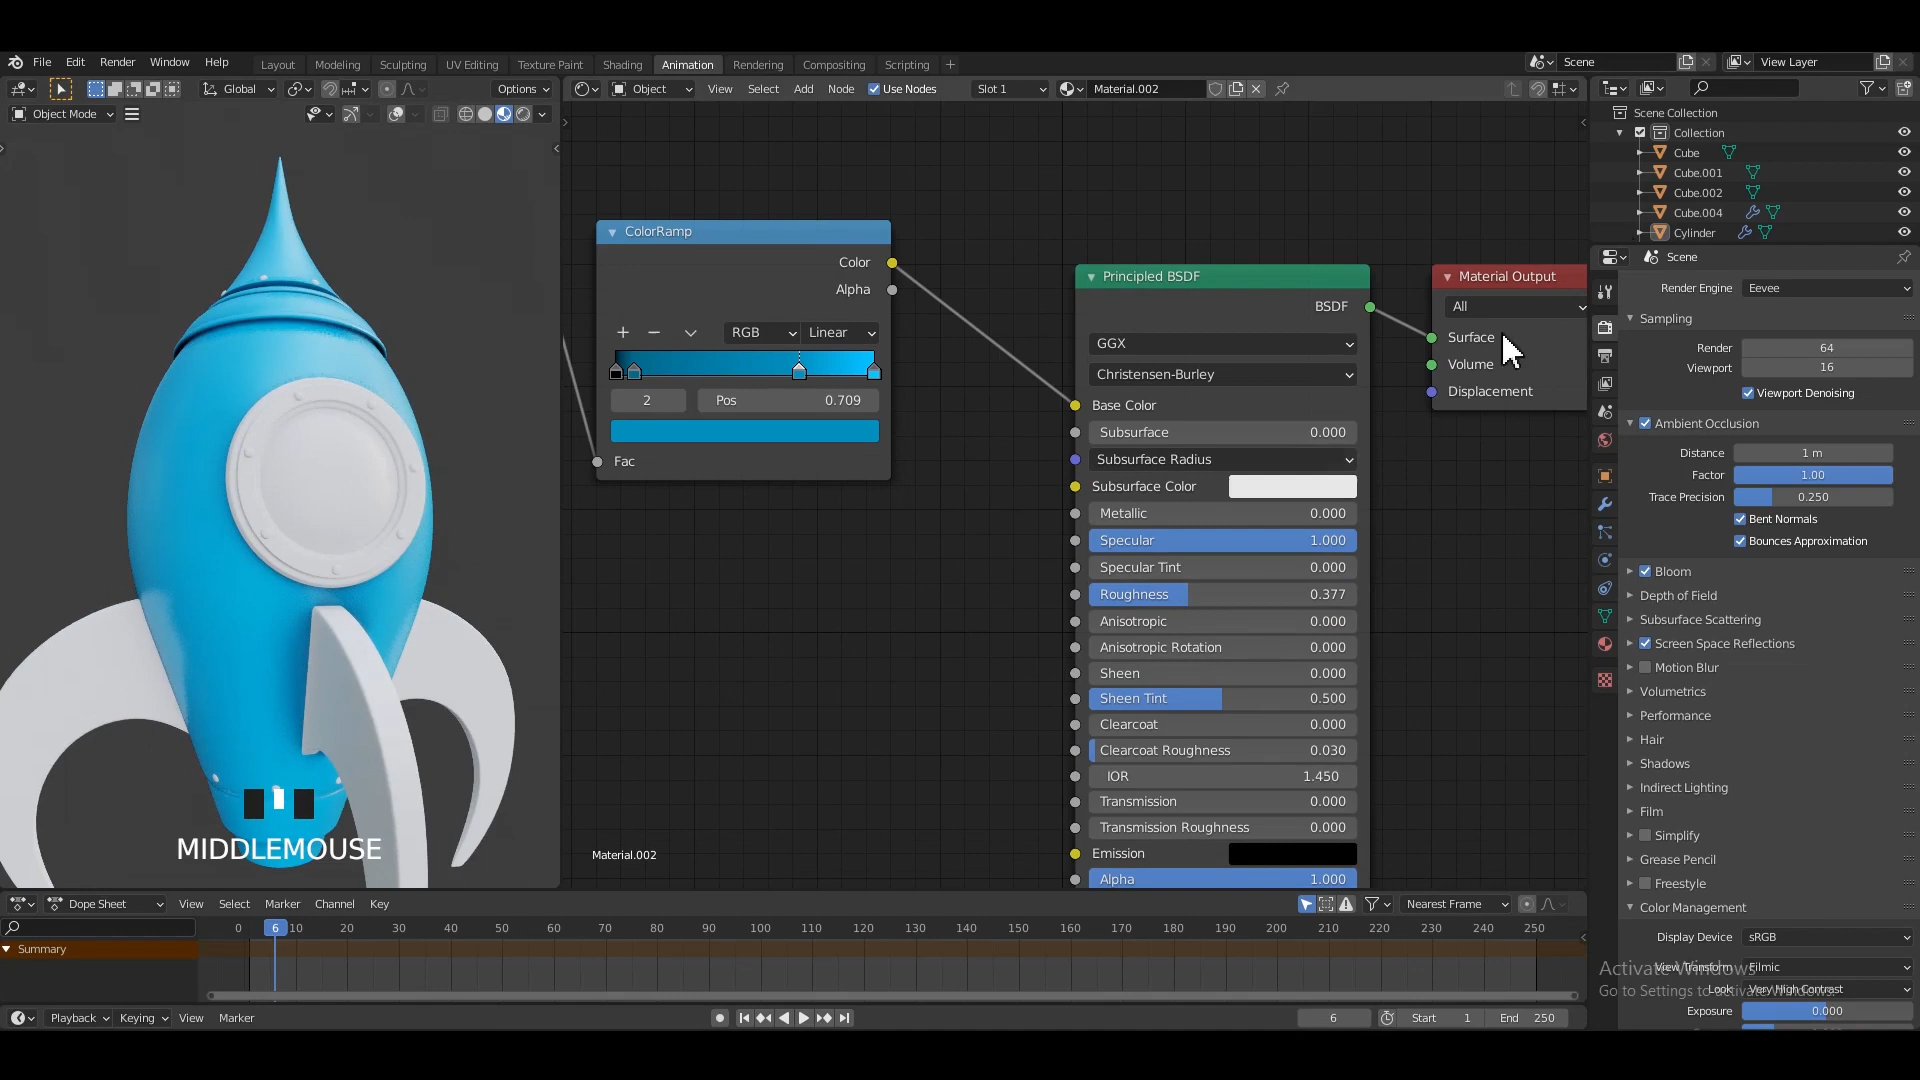 File Edit Render Window Help Layout Modeling Sculpting UV Editing Texture Paint Shading Animation Rendering Compositing Scripting + Scene View Layer
Global Options Object View Select Add Node Use Nodes Slot 1 Material.002
Object Mode
Scene Collection
Collection
Cube
Cube.001
Cube.002
Cube.004
Cylinder
ColorRamp
Color
Alpha
RGB Linear
2 Pos 0.709
Fac
Principled BSDF
BSDF
GGX
Christensen-Burley
Base Color
Subsurface 0.000
Subsurface Radius
Subsurface Color
Metallic 0.000
Specular 1.000
Specular Tint 0.000
Roughness 0.377
Anisotropic 0.000
Anisotropic Rotation 0.000
Sheen 0.000
Sheen Tint 0.500
Clearcoat 0.000
Clearcoat Roughness 0.030
IOR 1.450
Transmission 0.000
Transmission Roughness 0.000
Emission
Alpha 1.000
Material Output
All
Surface
Volume
Displacement
Scene
Render Engine Eevee
Sampling
Render 64
Viewport 16
Viewport Denoising
Ambient Occlusion
Distance 1 m
Factor 1.00
Trace Precision 0.250
Bent Normals
Bounces Approximation
Bloom
Depth of Field
Subsurface Scattering
Screen Space Reflections
Motion Blur
Volumetrics
Performance
Hair
Shadows
Indirect Lighting
Film
Simplify
Grease Pencil
Freestyle
Color Management
Display Device sRGB
View Transform Filmic
Look Very High Contrast
Exposure 0.000
Activate Windows
Go to Settings to activate Windows.
MIDDLEMOUSE
Material.002
Dope Sheet View Select Marker Channel Key Nearest Frame
0 6 10 20 30 40 50 60 70 80 90 100 110 120 130 140 150 160 170 180 190 200 210 220 230 240 250
Summary
Playback Keying View Marker 6 Start 1 End 250